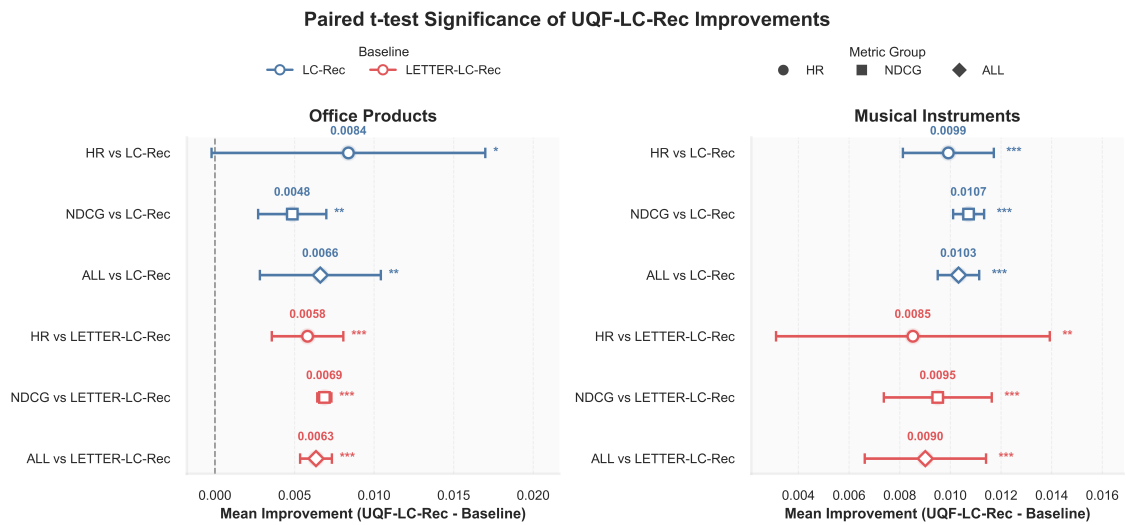 Paired t-test Significance of UQF-LC-Rec Improvements
Baseline
LC-Rec
LETTER-LC-Rec
Metric Group
HR
NDCG
ALL
Office Products
0.0084
HR vs LC-Rec
*
0.0048
NDCG vs LC-Rec
**
0.0066
ALL vs LC-Rec
**
0.0058
HR vs LETTER-LC-Rec
***
0.0069
NDCG vs LETTER-LC-Rec
***
0.0063
ALL vs LETTER-LC-Rec
***
0.000 0.005 0.010 0.015 0.020
Mean Improvement (UQF-LC-Rec - Baseline)
Musical Instruments
0.0099
HR vs LC-Rec
***
0.0107
NDCG vs LC-Rec
***
0.0103
ALL vs LC-Rec
***
0.0085
HR vs LETTER-LC-Rec
**
0.0095
NDCG vs LETTER-LC-Rec
***
0.0090
ALL vs LETTER-LC-Rec
***
0.004 0.006 0.008 0.010 0.012 0.014 0.016
Mean Improvement (UQF-LC-Rec - Baseline)